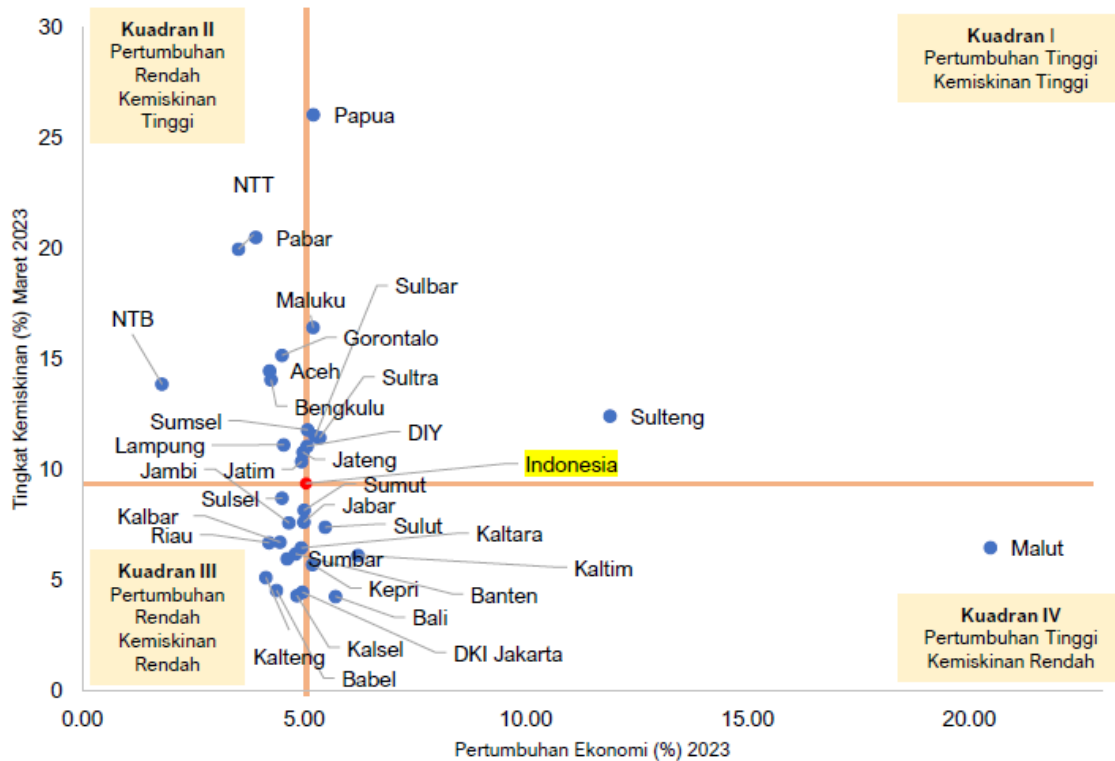 Kuadran II
Pertumbuhan
Rendah
Kemiskinan
Tinggi
Kuadran I
Pertumbuhan Tinggi
Kemiskinan Tinggi
30
25
20
15
10
5
0
Tingkat Kemiskinan (%) Maret 2023
Papua
NTT
Pabar
Sulbar
Maluku
NTB
Gorontalo
Aceh
Sultra
Bengkulu
Sumsel
Sulteng
DIY
Lampung
Jateng
Jambi
Jatim
Indonesia
Sumut
Sulsel
Jabar
Kalbar
Sulut
Kaltara
Riau
Malut
Sumbar
Kaltim
Kepri
Banten
Bali
Kuadran III
Pertumbuhan
Rendah
Kemiskinan
Rendah
Kuadran IV
Pertumbuhan Tinggi
Kemiskinan Rendah
Kalteng
Kalsel
DKI Jakarta
Babel
0.00
5.00
10.00
15.00
20.00
Pertumbuhan Ekonomi (%) 2023